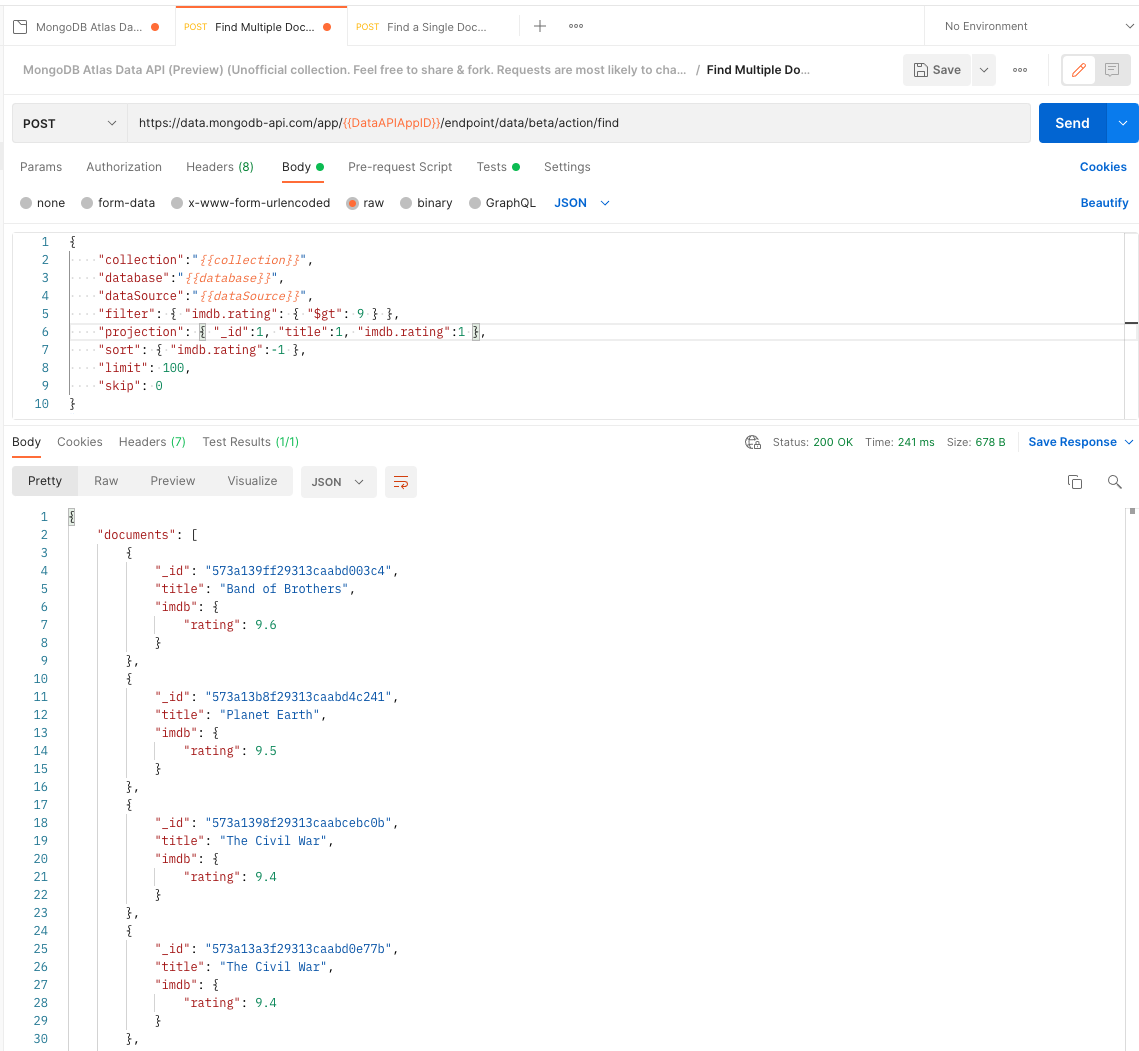 MongoDB Atlas Da...
POST Find Multiple Doc...
POST Find a Single Doc...
No Environment
MongoDB Atlas Data API (Preview) (Unofficial collection. Feel free to share & fork. Requests are most likely to cha... / Find Multiple Do...
Save
POST
https://data.mongodb-api.com/app/{{DataAPIAppID}}/endpoint/data/beta/action/find
Send
Params Authorization Headers (8) Body Pre-request Script Tests Settings Cookies
none form-data x-www-form-urlencoded raw binary GraphQL JSON Beautify
1 {
2 "collection":"{{collection}}",
3 "database":"{{database}}",
4 "dataSource":"{{dataSource}}",
5 "filter": { "imdb.rating": { "$gt": 9 } },
6 "projection": { "_id":1, "title":1, "imdb.rating":1 },
7 "sort": { "imdb.rating":-1 },
8 "limit": 100,
9 "skip": 0
10 }
Body Cookies Headers (7) Test Results (1/1) Status: 200 OK Time: 241 ms Size: 678 B Save Response
Pretty Raw Preview Visualize JSON
1 {
2 "documents": [
3 {
4 "_id": "573a139ff29313caabd003c4",
5 "title": "Band of Brothers",
6 "imdb": {
7 "rating": 9.6
8 }
9 },
10 {
11 "_id": "573a13b8f29313caabd4c241",
12 "title": "Planet Earth",
13 "imdb": {
14 "rating": 9.5
15 }
16 },
17 {
18 "_id": "573a1398f29313caabcebc0b",
19 "title": "The Civil War",
20 "imdb": {
21 "rating": 9.4
22 }
23 },
24 {
25 "_id": "573a13a3f29313caabd0e77b",
26 "title": "The Civil War",
27 "imdb": {
28 "rating": 9.4
29 }
30 },